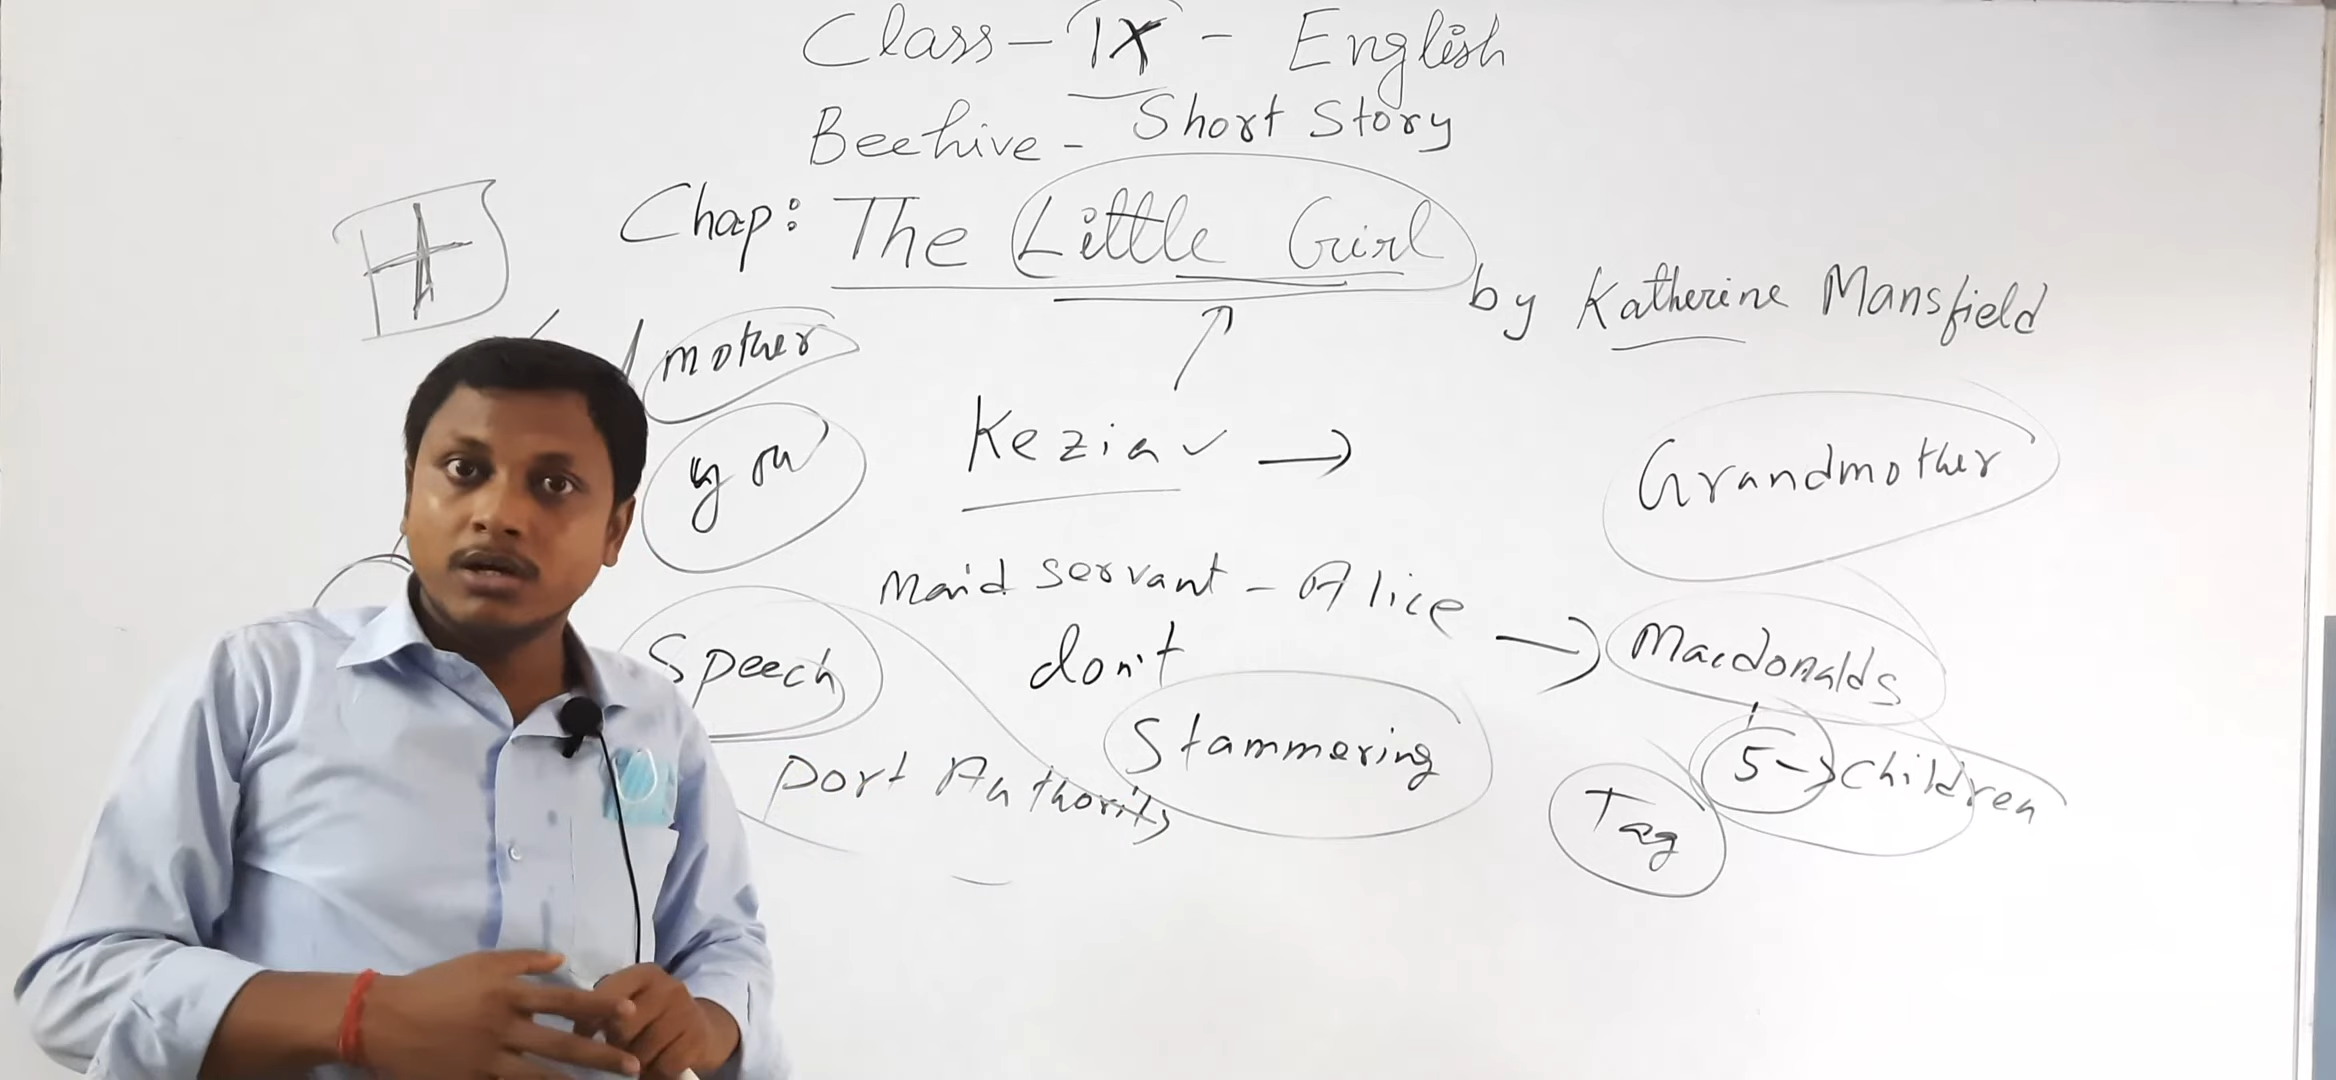 Class - IX - English
Beehive - Short Story
Chap: The Little Girl
by Katherine Mansfield
mother
you
Kezia ✓ →
Grandmother
Maid servant - Alice → Macdonalds
don't
Speech
Stammering
5 → children
Port Authority
Tag